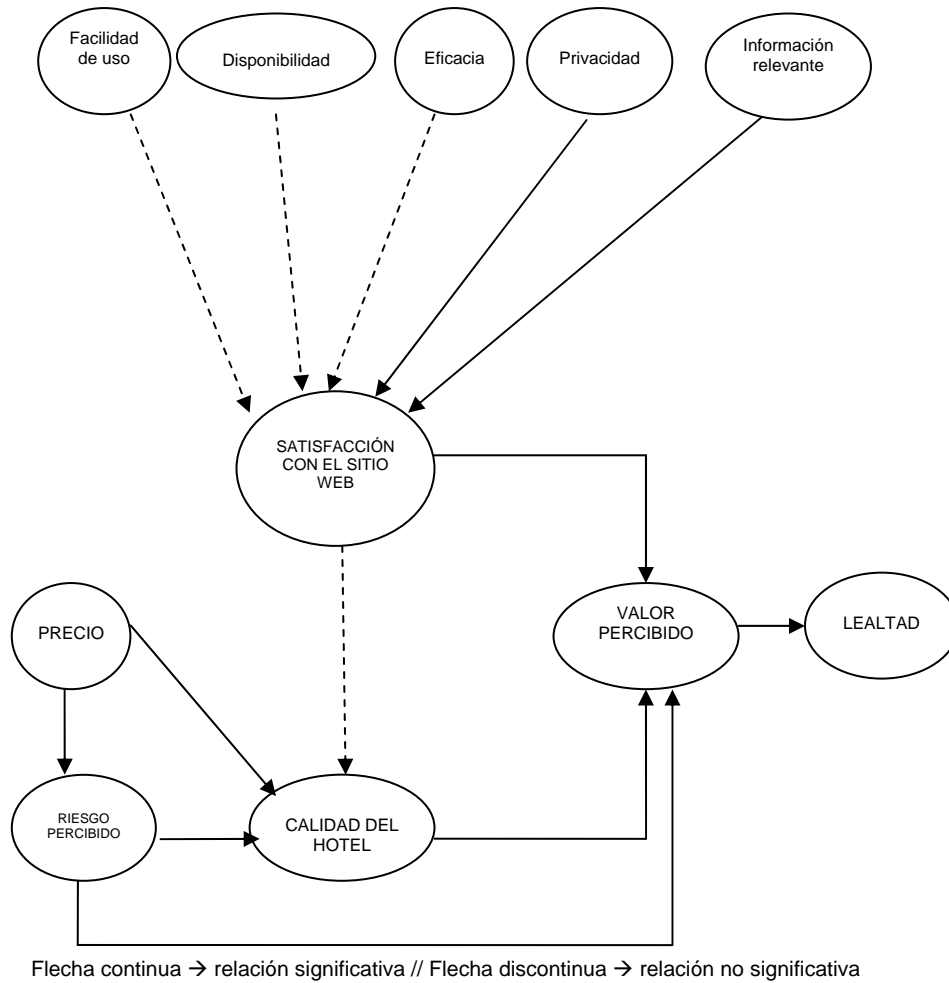 Facilidad
de uso
Disponibilidad
Eficacia
Privacidad
Información
relevante
SATISFACCIÓN
CON EL SITIO
WEB
PRECIO
VALOR
PERCIBIDO
LEALTAD
RIESGO
PERCIBIDO
CALIDAD DEL
HOTEL
Flecha continua → relación significativa // Flecha discontinua → relación no significativa